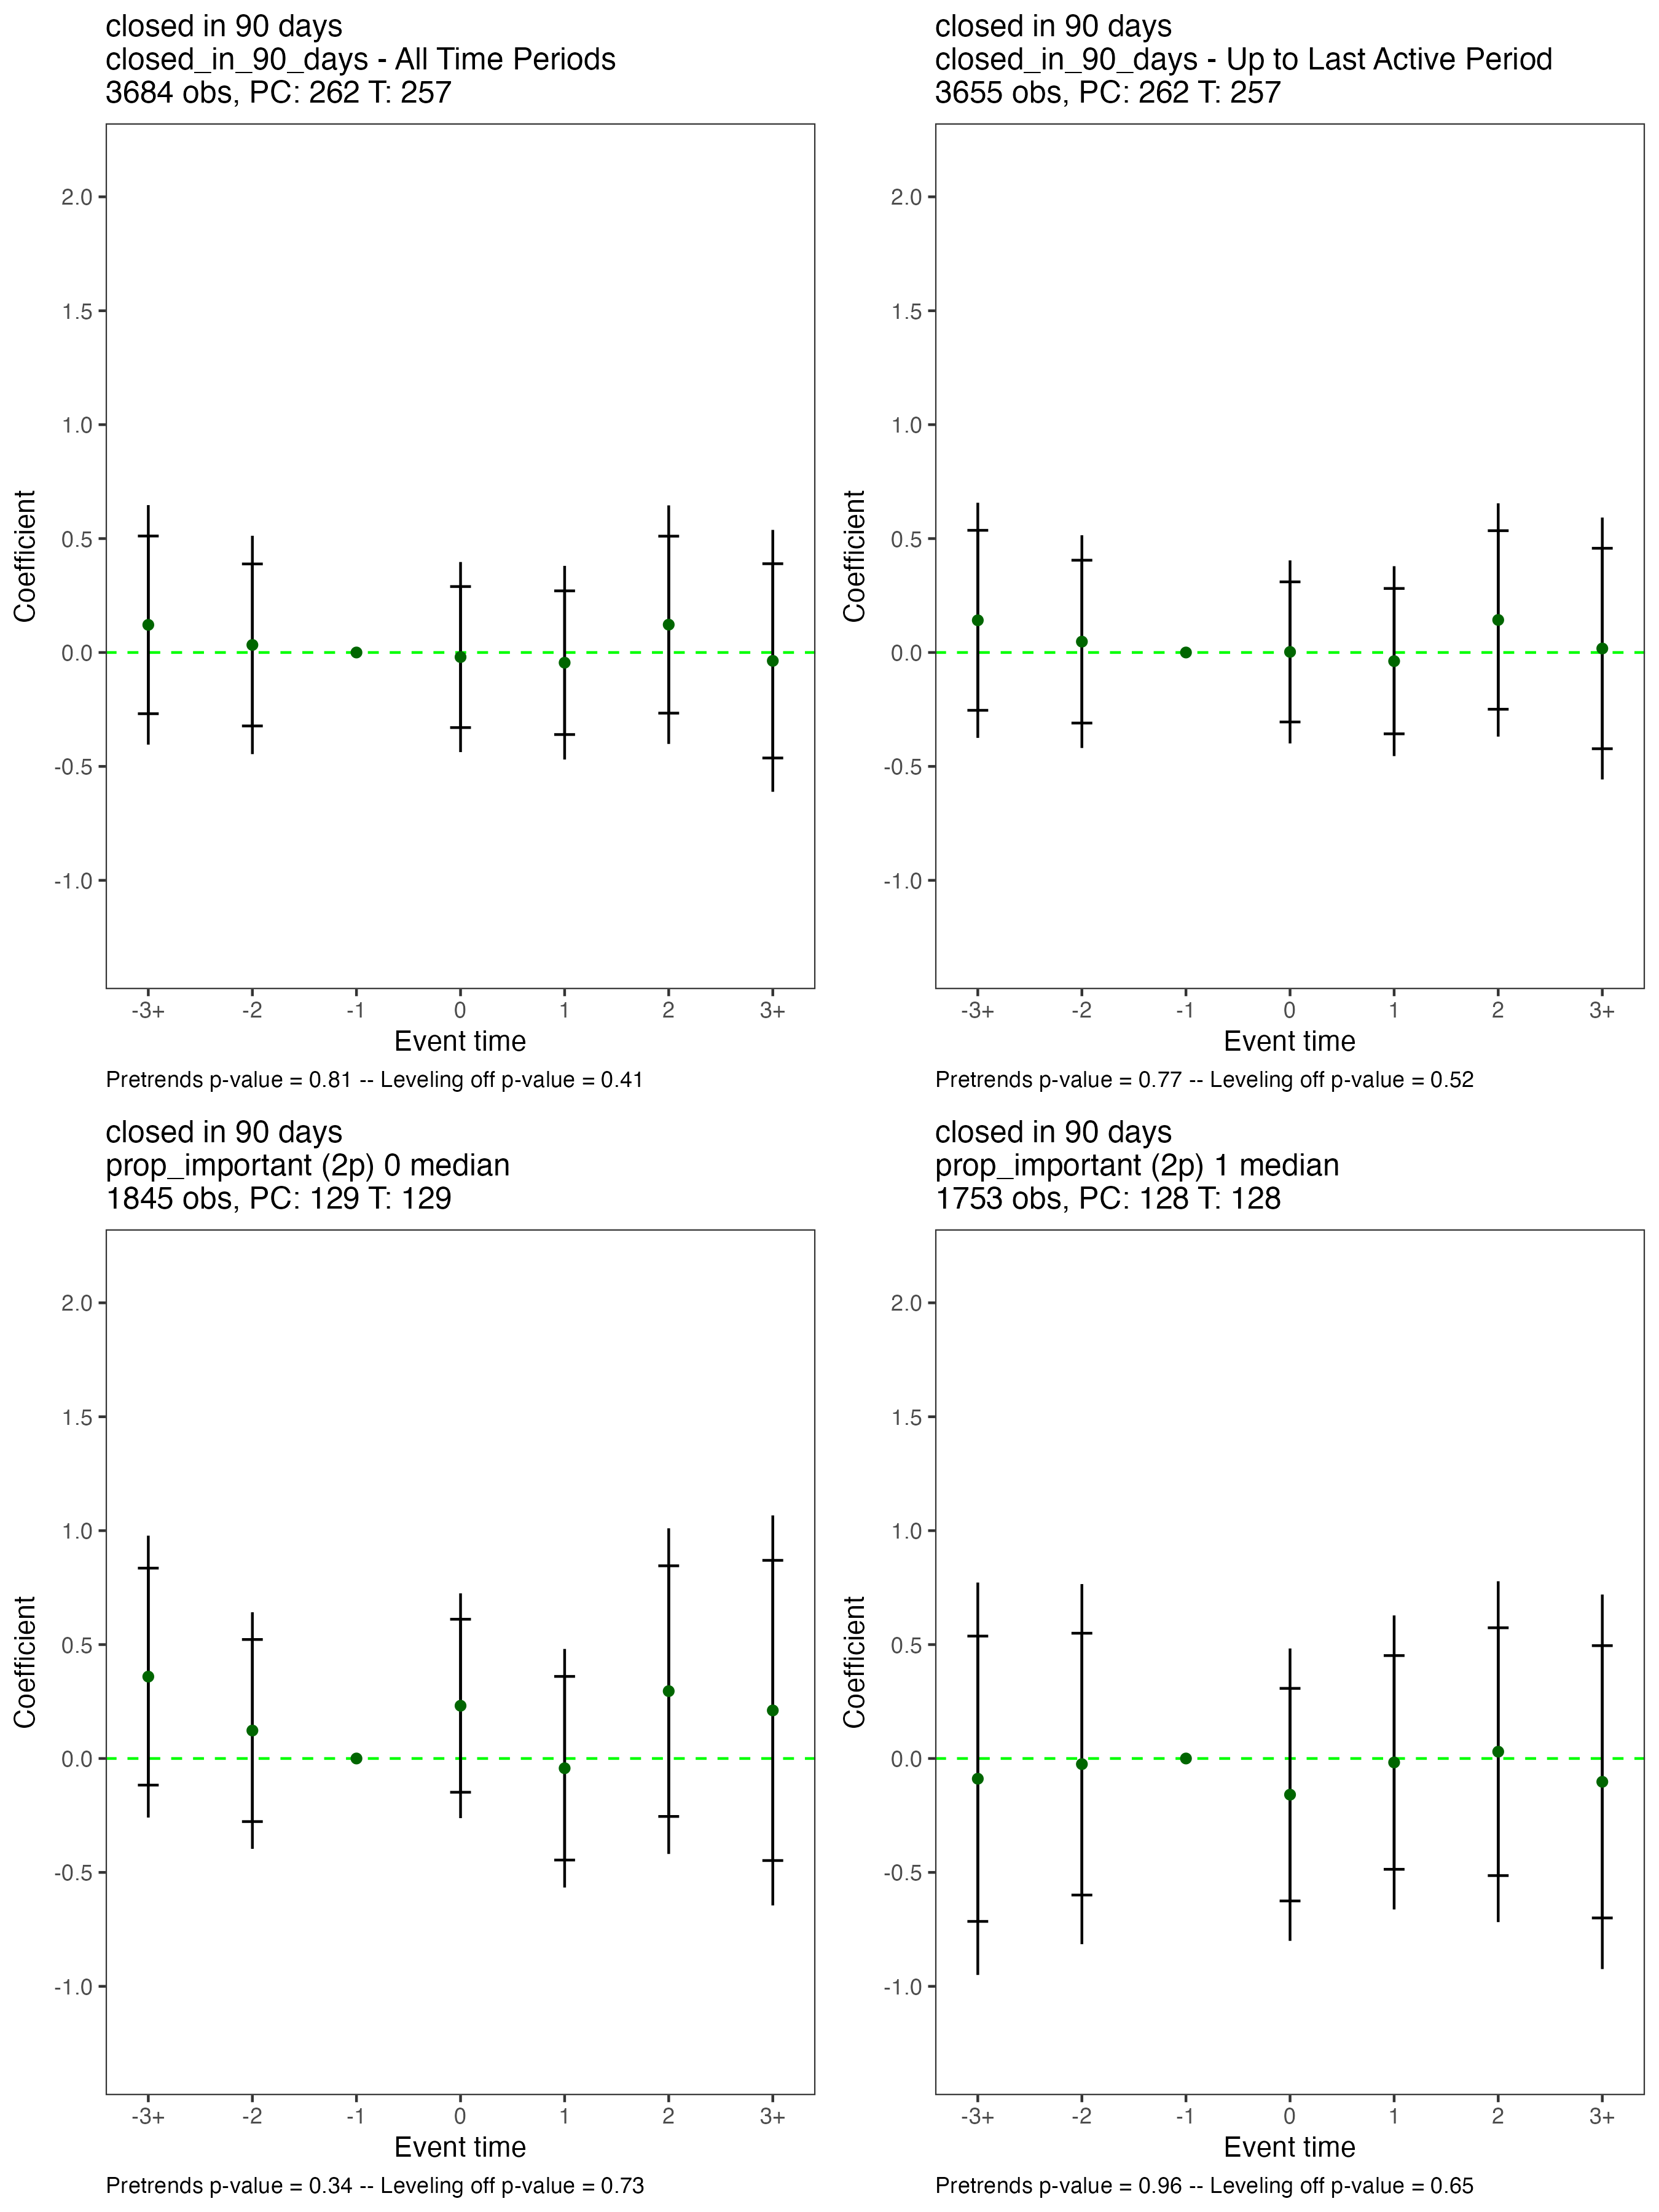 closed in 90 days
closed_in_90_days - All Time Periods
3684 obs, PC: 262 T: 257
Coefficient
2.0
1.5
1.0
0.5
0.0
-0.5
-1.0
-3+ -2 -1 0 1 2 3+
Event time
Pretrends p-value = 0.81 -- Leveling off p-value = 0.41
closed in 90 days
closed_in_90_days - Up to Last Active Period
3655 obs, PC: 262 T: 257
Coefficient
2.0
1.5
1.0
0.5
0.0
-0.5
-1.0
-3+ -2 -1 0 1 2 3+
Event time
Pretrends p-value = 0.77 -- Leveling off p-value = 0.52
closed in 90 days
prop_important (2p) 0 median
1845 obs, PC: 129 T: 129
Coefficient
2.0
1.5
1.0
0.5
0.0
-0.5
-1.0
-3+ -2 -1 0 1 2 3+
Event time
Pretrends p-value = 0.34 -- Leveling off p-value = 0.73
closed in 90 days
prop_important (2p) 1 median
1753 obs, PC: 128 T: 128
Coefficient
2.0
1.5
1.0
0.5
0.0
-0.5
-1.0
-3+ -2 -1 0 1 2 3+
Event time
Pretrends p-value = 0.96 -- Leveling off p-value = 0.65